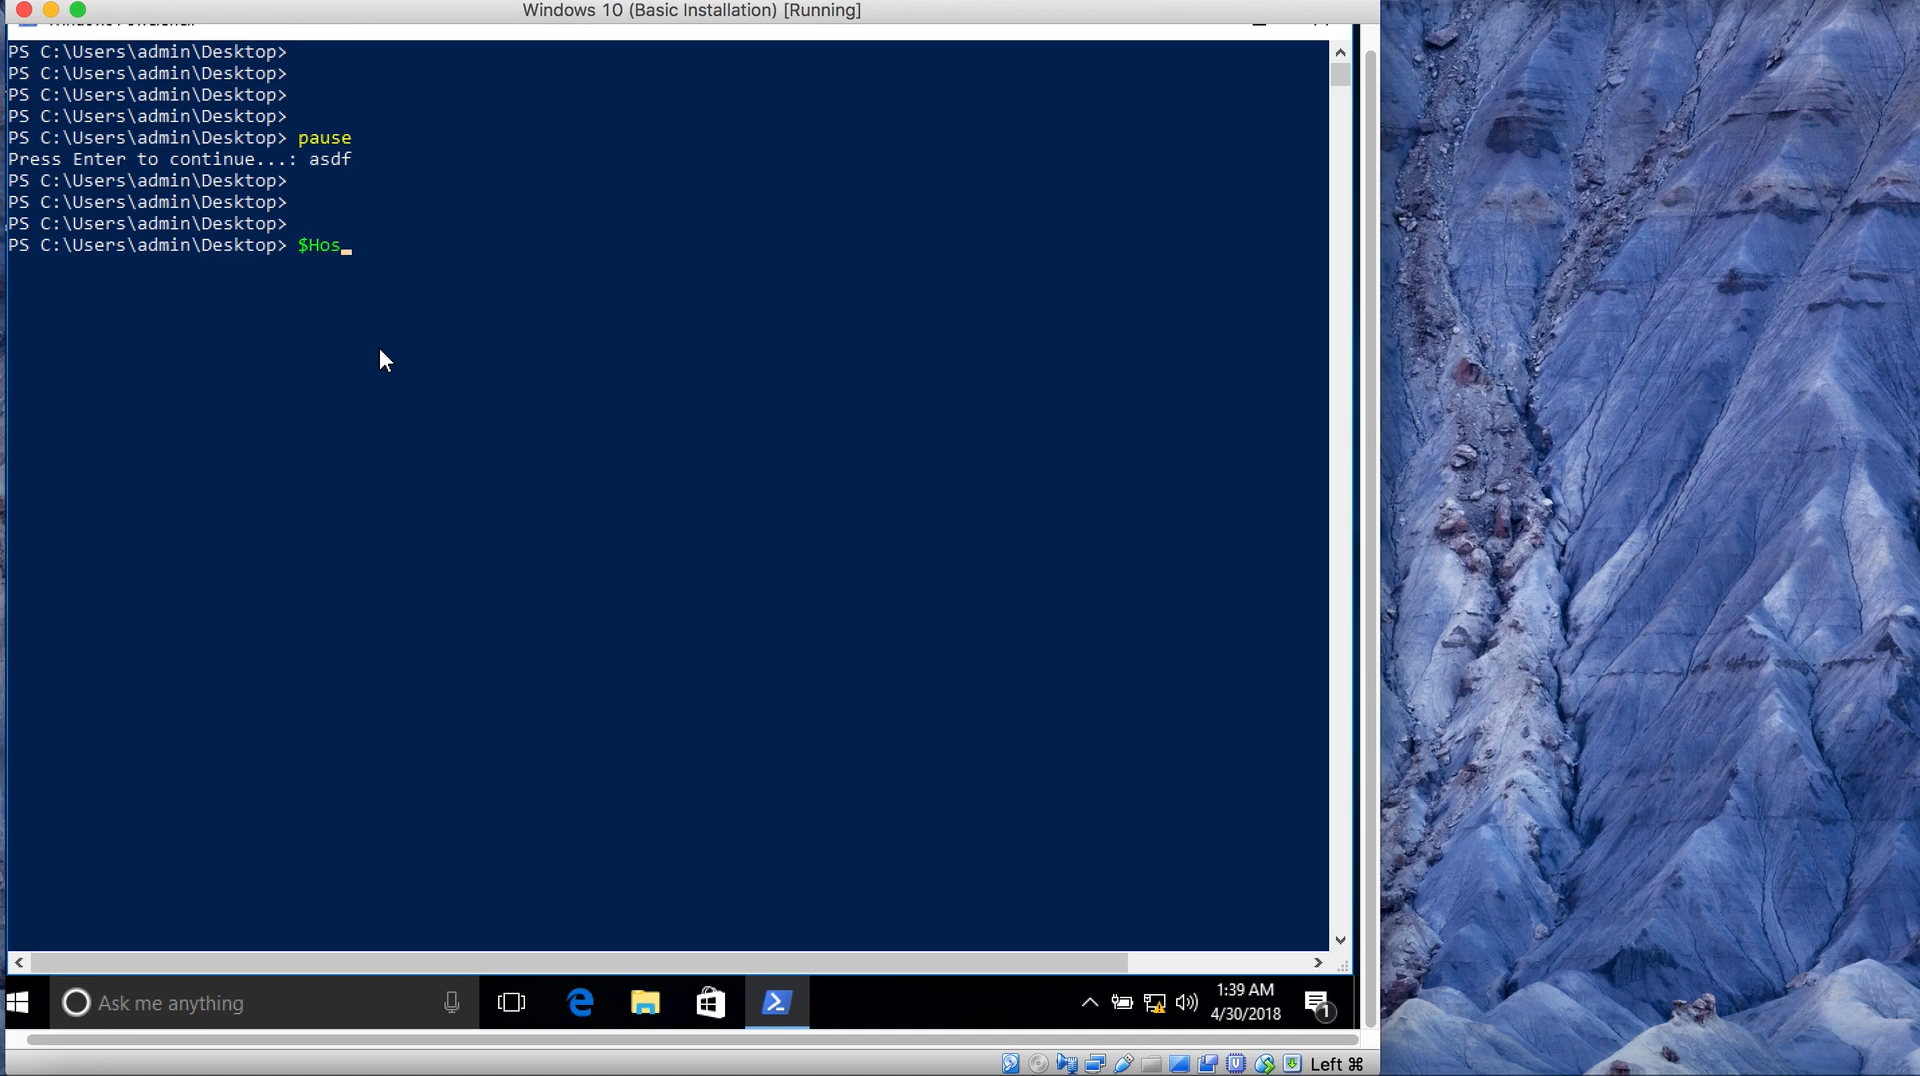 Windows 10 (Basic Installation) [Running]
PS C:\Users\admin\Desktop>
PS C:\Users\admin\Desktop>
PS C:\Users\admin\Desktop>
PS C:\Users\admin\Desktop>
PS C:\Users\admin\Desktop> pause
Press Enter to continue...: asdf
PS C:\Users\admin\Desktop>
PS C:\Users\admin\Desktop>
PS C:\Users\admin\Desktop>
PS C:\Users\admin\Desktop> $Hos_
Ask me anything
1:39 AM
4/30/2018
1
Left ⌘